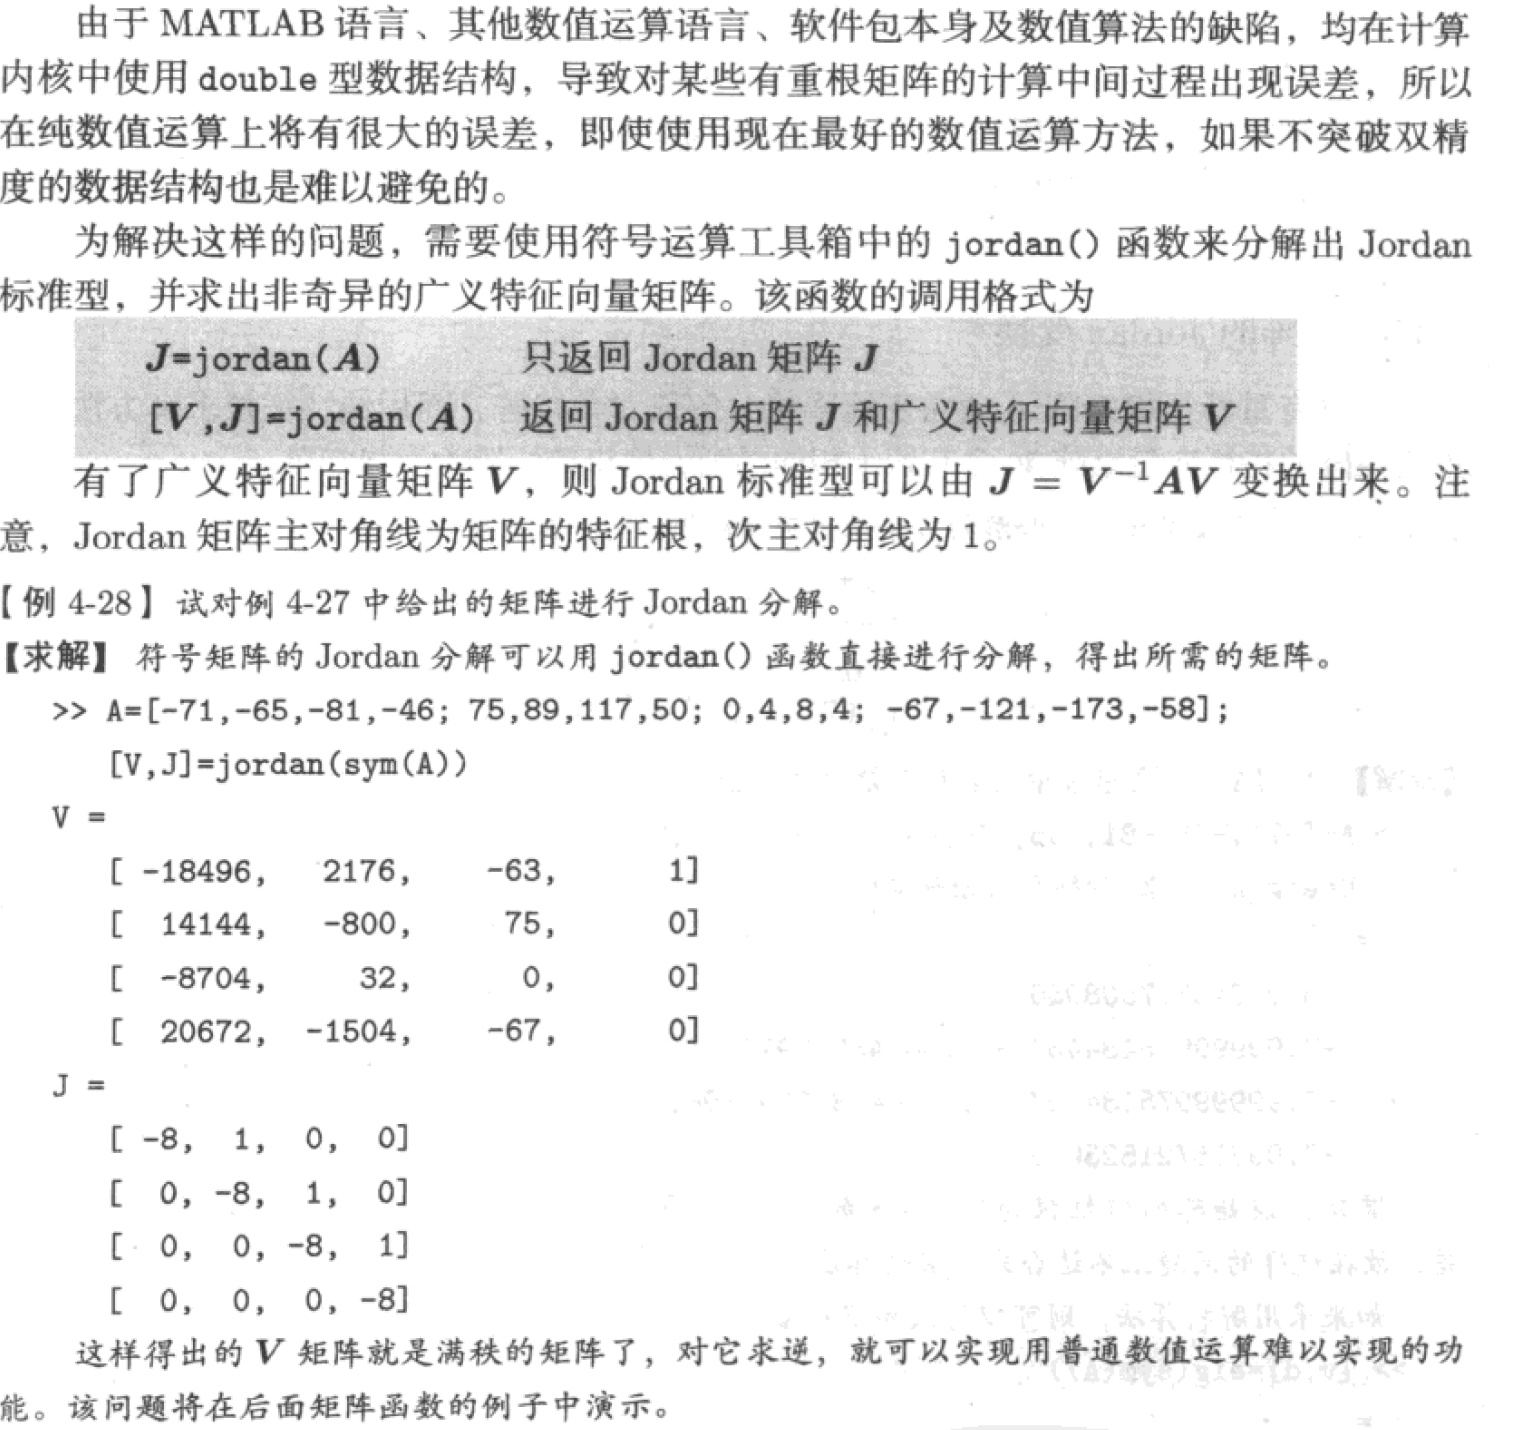 由于 MATLAB 语言、其他数值运算语言、软件包本身及数值算法的缺陷，均在计算
内核中使用 double 型数据结构，导致对某些有重根矩阵的计算中间过程出现误差，所以
在纯数值运算上将有很大的误差，即使使用现在最好的数值运算方法，如果不突破双精
度的数据结构也是难以避免的。
为解决这样的问题，需要使用符号运算工具箱中的 jordan() 函数来分解出 Jordan
标准型，并求出非奇异的广义特征向量矩阵。该函数的调用格式为
J=jordan(A) 只返回 Jordan 矩阵 J
[V,J]=jordan(A) 返回 Jordan 矩阵 J 和广义特征向量矩阵 V
有了广义特征向量矩阵 V，则 Jordan 标准型可以由 J = V⁻¹AV 变换出来。注
意，Jordan 矩阵主对角线为矩阵的特征根，次主对角线为 1。
【例 4-28】 试对例 4-27 中给出的矩阵进行 Jordan 分解。
【求解】 符号矩阵的 Jordan 分解可以用 jordan() 函数直接进行分解，得出所需的矩阵。
>> A=[-71,-65,-81,-46; 75,89,117,50; 0,4,8,4; -67,-121,-173,-58];
[V,J]=jordan(sym(A))
V =
[ -18496, 2176, -63, 1]
[ 14144, -800, 75, 0]
[ -8704, 32, 0, 0]
[ 20672, -1504, -67, 0]
J =
[ -8, 1, 0, 0]
[ 0, -8, 1, 0]
[ 0, 0, -8, 1]
[ 0, 0, 0, -8]
这样得出的 V 矩阵就是满秩的矩阵了，对它求逆，就可以实现用普通数值运算难以实现的功
能。该问题将在后面矩阵函数的例子中演示。